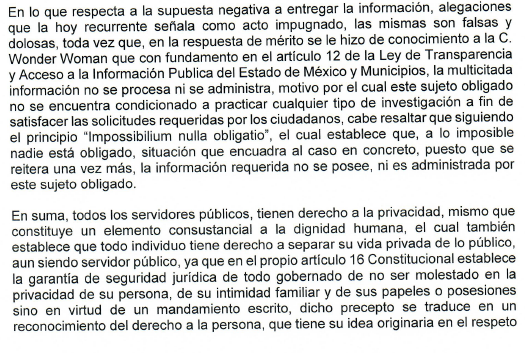 En lo que respecta a la supuesta negativa a entregar la información, alegaciones
que la hoy recurrente señala como acto impugnado, las mismas son falsas y
dolosas, toda vez que, en la respuesta de mérito se le hizo de conocimiento a la C.
Wonder Woman que con fundamento en el artículo 12 de la Ley de Transparencia
y Acceso a la Información Publica del Estado de México y Municipios, la multicitada
información no se procesa ni se administra, motivo por el cual este sujeto obligado
no se encuentra condicionado a practicar cualquier tipo de investigación a fin de
satisfacer las solicitudes requeridas por los ciudadanos, cabe resaltar que siguiendo
el principio “Impossibilium nulla obligatio”, el cual establece que, a lo imposible
nadie está obligado, situación que encuadra al caso en concreto, puesto que se
reitera una vez más, la información requerida no se posee, ni es administrada por
este sujeto obligado.
En suma, todos los servidores públicos, tienen derecho a la privacidad, mismo que
constituye un elemento consustancial a la dignidad humana, el cual también
establece que todo individuo tiene derecho a separar su vida privada de lo público,
aun siendo servidor público, ya que en el propio artículo 16 Constitucional establece
la garantía de seguridad jurídica de todo gobernado de no ser molestado en la
privacidad de su persona, de su intimidad familiar y de sus papeles o posesiones
sino en virtud de un mandamiento escrito, dicho precepto se traduce en un
reconocimiento del derecho a la persona, que tiene su idea originaria en el respeto